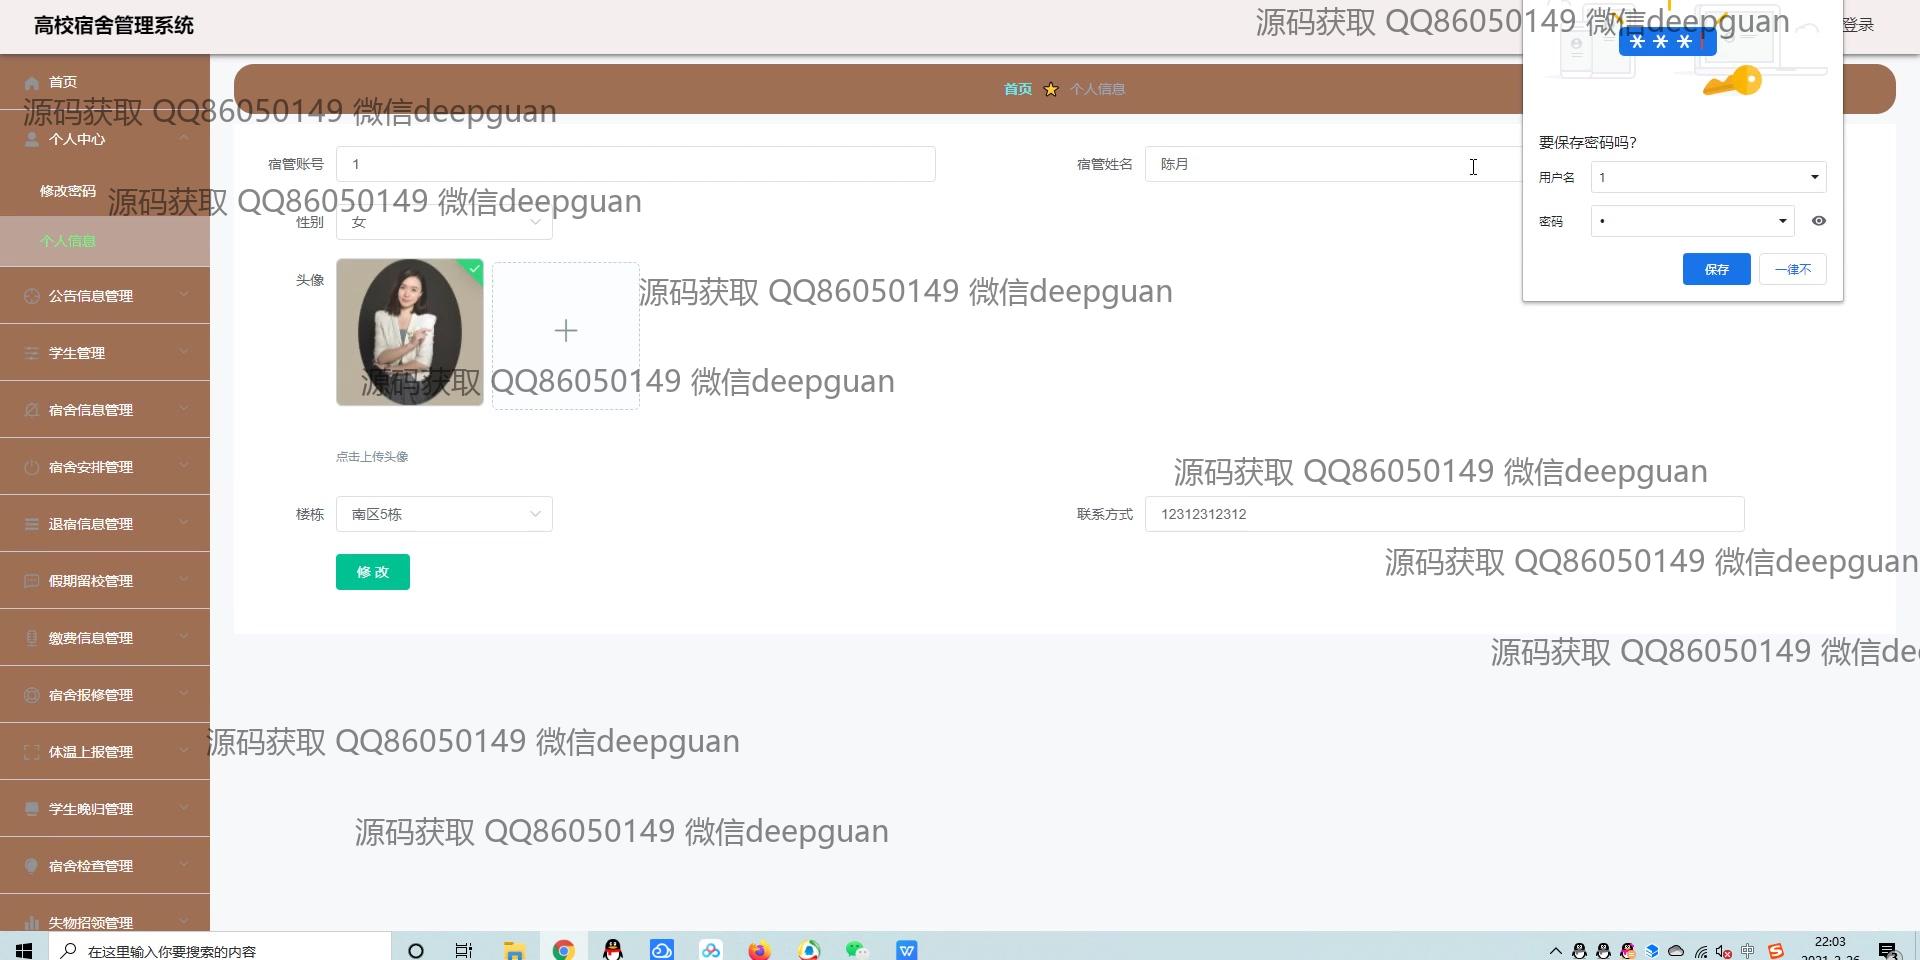 高校宿舍管理系统
源码获取 QQ86050149 微信deepguan
登录
首页
源码获取 QQ86050149 微信deepguan
个人中心
修改密码
个人信息
公告信息管理
学生管理
宿舍信息管理
宿舍安排管理
退宿信息管理
假期留校管理
缴费信息管理
宿舍报修管理
体温上报管理
学生晚归管理
宿舍检查管理
失物招领管理
首页 个人信息
宿管账号 1
宿管姓名 陈月
源码获取 QQ86050149 微信deepguan
性别 女
头像
源码获取 QQ86050149 微信deepguan
源码获取 QQ86050149 微信deepguan
点击上传头像
源码获取 QQ86050149 微信deepguan
楼栋 南区5栋
联系方式 12312312312
源码获取 QQ86050149 微信deepguan
修改
源码获取 QQ86050149 微信dee
源码获取 QQ86050149 微信deepguan
源码获取 QQ86050149 微信deepguan
***
要保存密码吗?
用户名 1
密码 •
保存 一律不
在这里输入你要搜索的内容
中
22:03